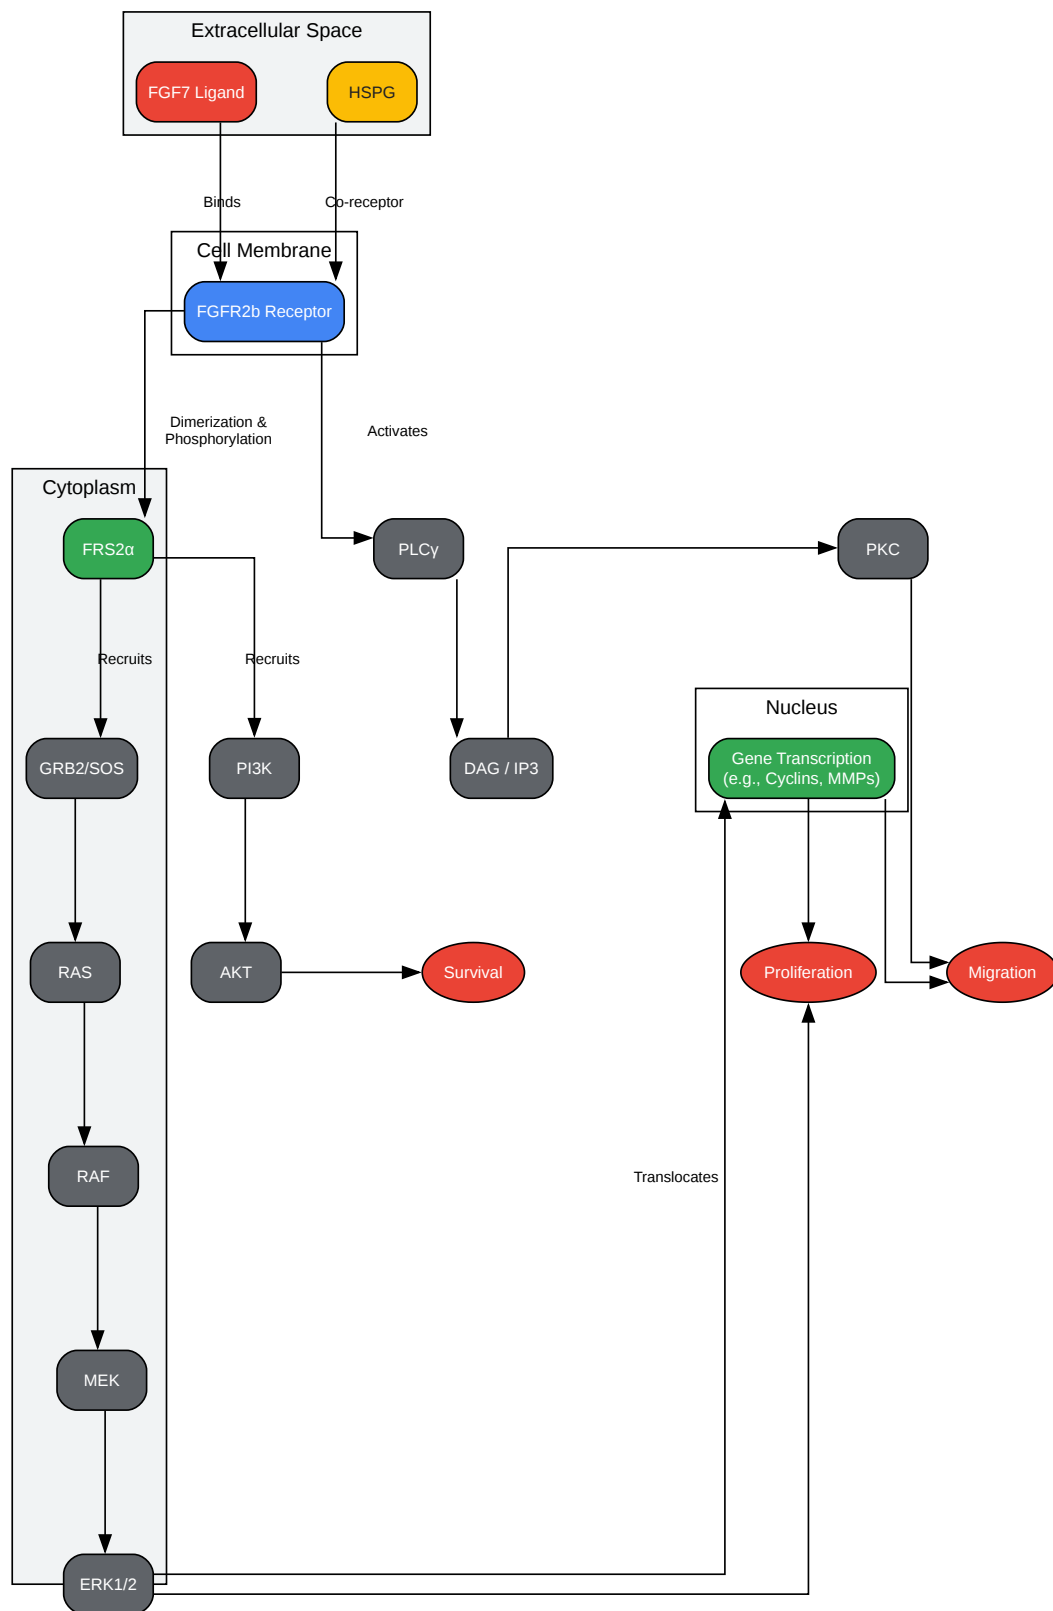 Extracellular Space
FGF7 Ligand
HSPG
Binds
Co-receptor
Cell Membrane
FGFR2b Receptor
Dimerization &
Phosphorylation
Activates
Cytoplasm
FRS2α
PLCγ
PKC
Recruits
Recruits
Nucleus
GRB2/SOS
PI3K
DAG / IP3
Gene Transcription
(e.g., Cyclins, MMPs)
RAS
AKT
Survival
Proliferation
Migration
RAF
Translocates
MEK
ERK1/2